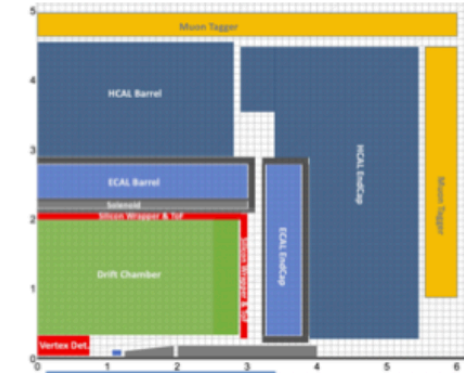 5
Muon Tagger
4
HCAL Barrel
3
HCAL EndCap
ECAL Barrel
Solenoid
2
Silicon Wrapper & ToF
Muon Tagger
ECAL EndCap
Silicon Wrapper & ToF
Drift Chamber
1
Vertex Det.
0
0 1 2 3 4 5 6